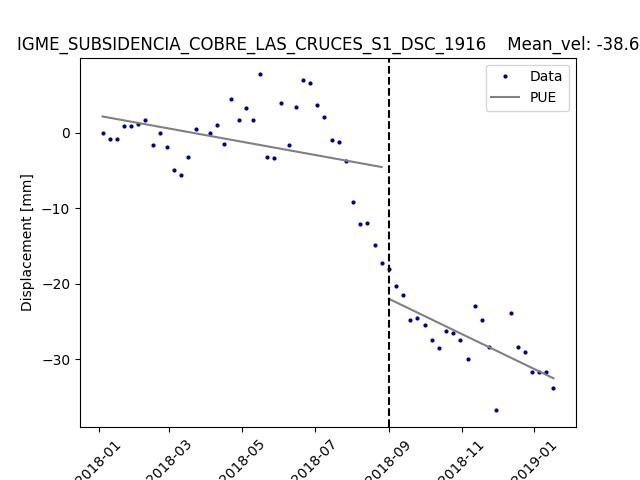 IGME_SUBSIDENCIA_COBRE_LAS_CRUCES_S1_DSC_1916 Mean_vel: -38.6
Data
PUE
Displacement [mm]
0
−10
−20
−30
2018-01
2018-03
2018-05
2018-07
2018-09
2018-11
2019-01